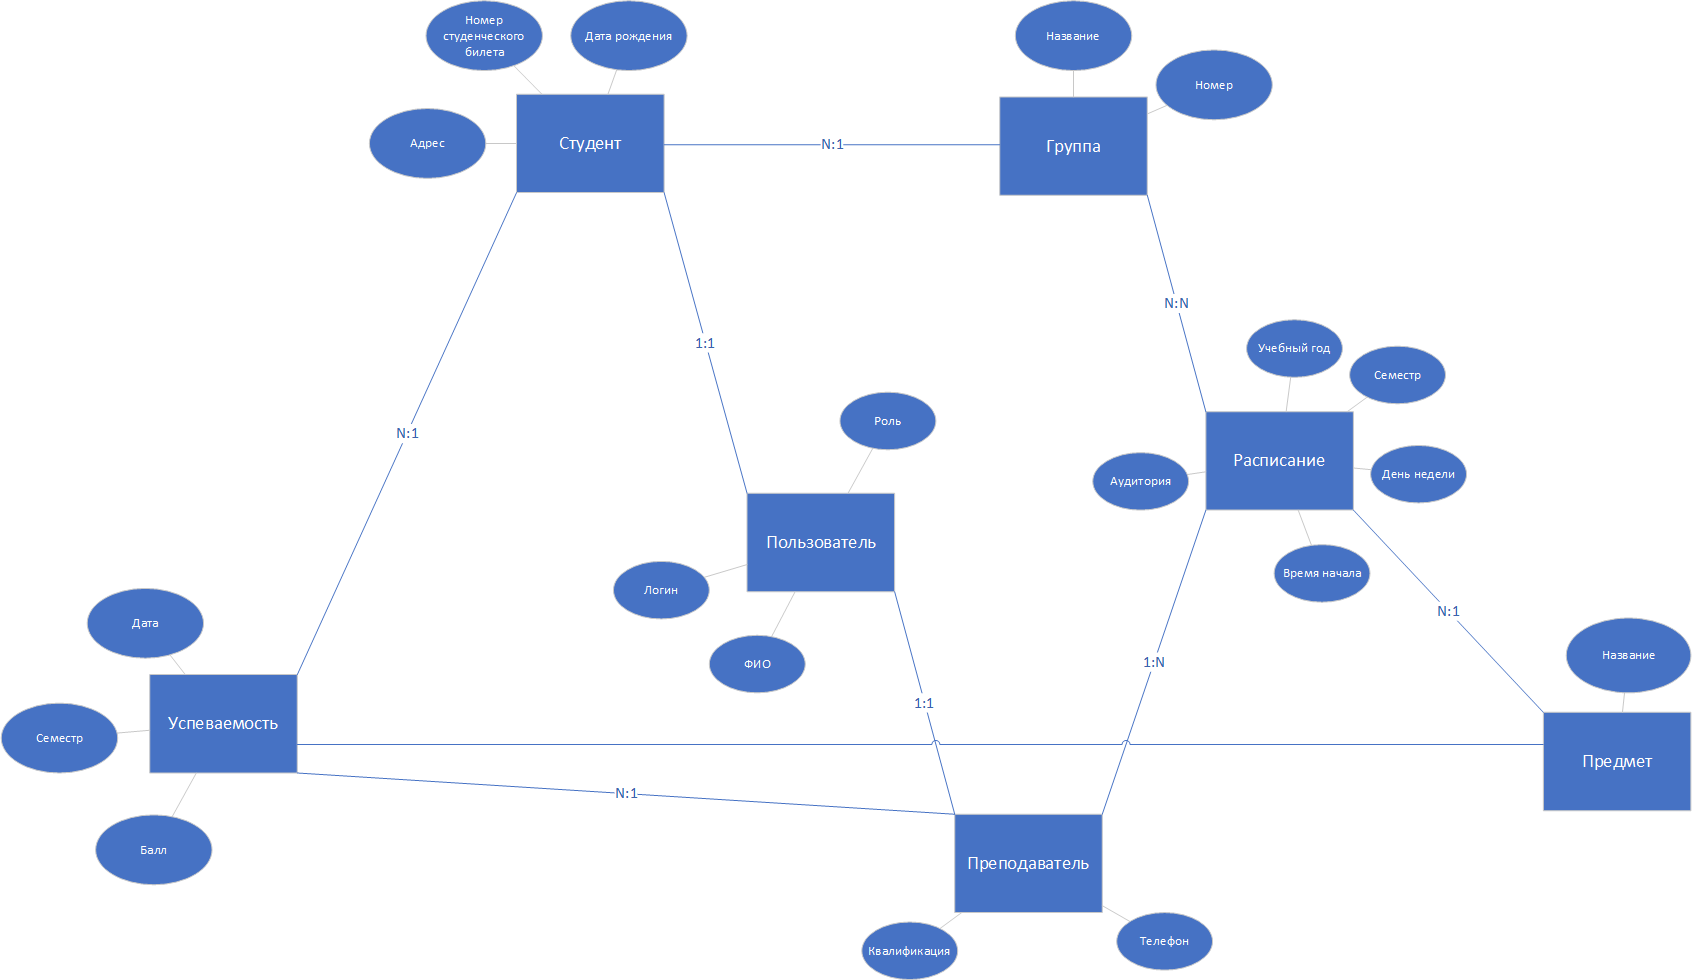 Номер
студенческого
билета
Дата рождения
Название
Номер
Адрес
Студент
N:1
Группа
N:N
1:1
Учебный год
Семестр
Роль
N:1
Расписание
День недели
Аудитория
Пользователь
Время начала
Логин
N:1
Дата
1:N
Название
ФИО
1:1
Успеваемость
Семестр
Предмет
N:1
Балл
Преподаватель
Телефон
Квалификация